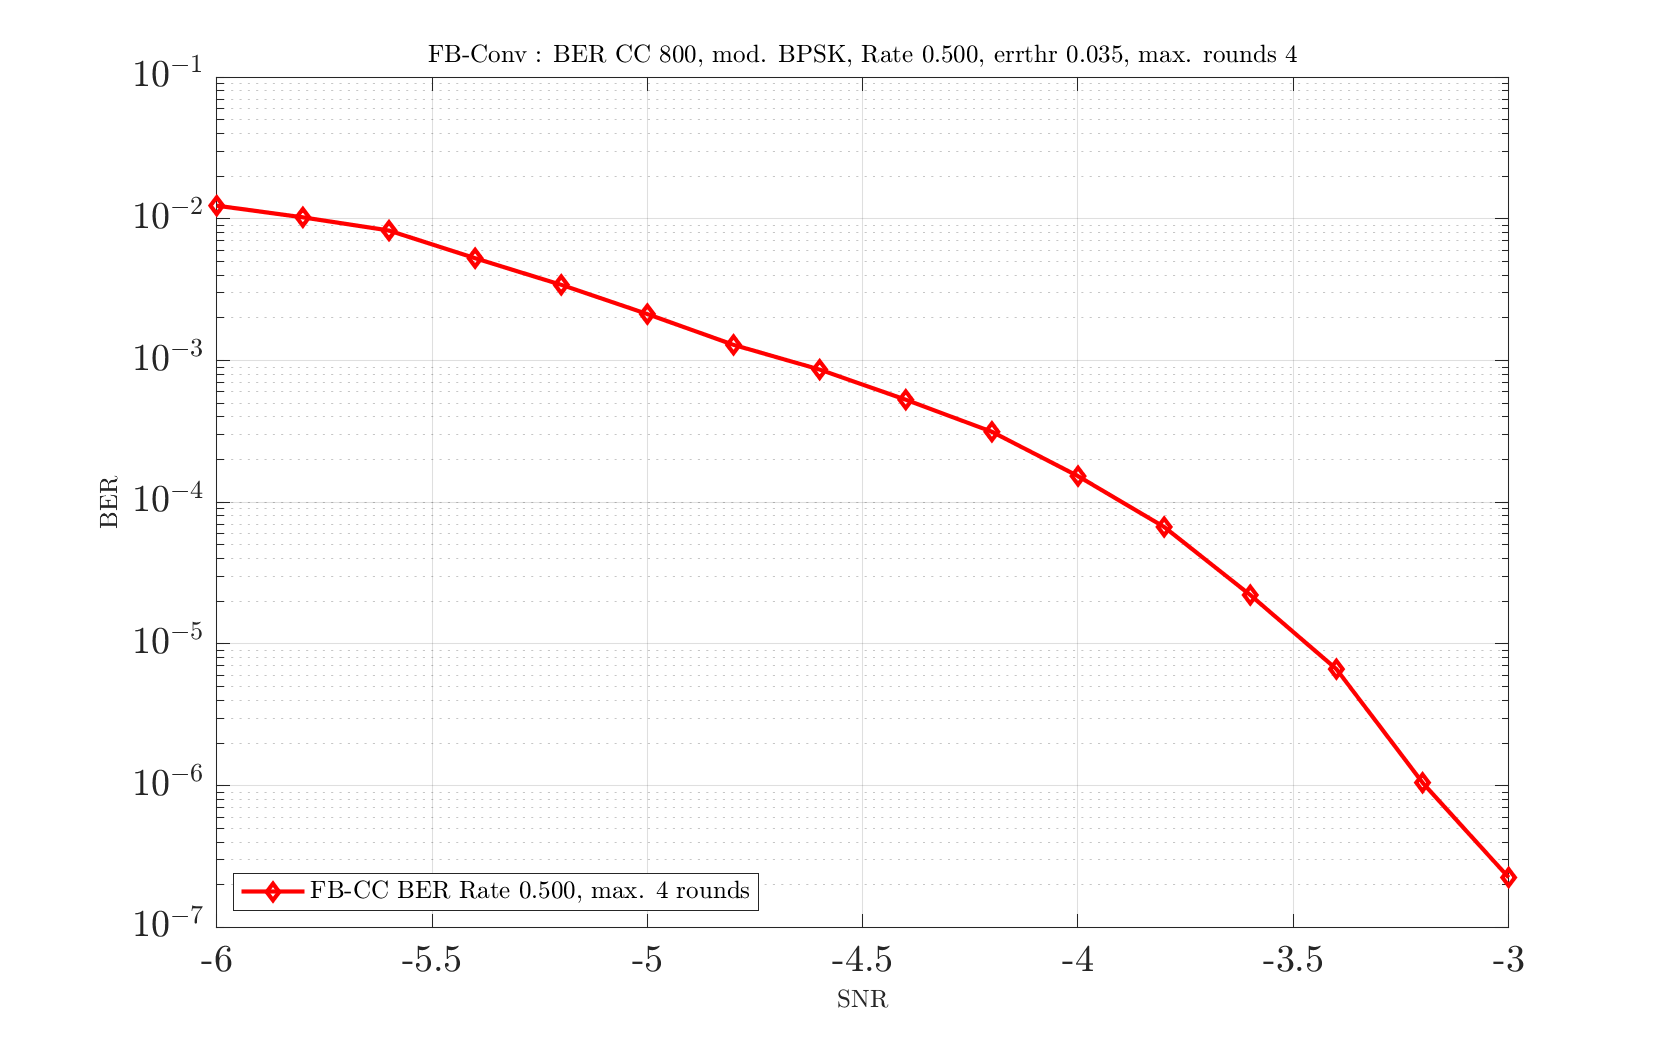 FB-Conv : BER CC 800, mod. BPSK, Rate 0.500, errthr 0.035, max. rounds 4
10^{-1}
10^{-2}
10^{-3}
10^{-4}
10^{-5}
10^{-6}
10^{-7}
BER
FB-CC BER Rate 0.500, max. 4 rounds
-6 -5.5 -5 -4.5 -4 -3.5 -3
SNR